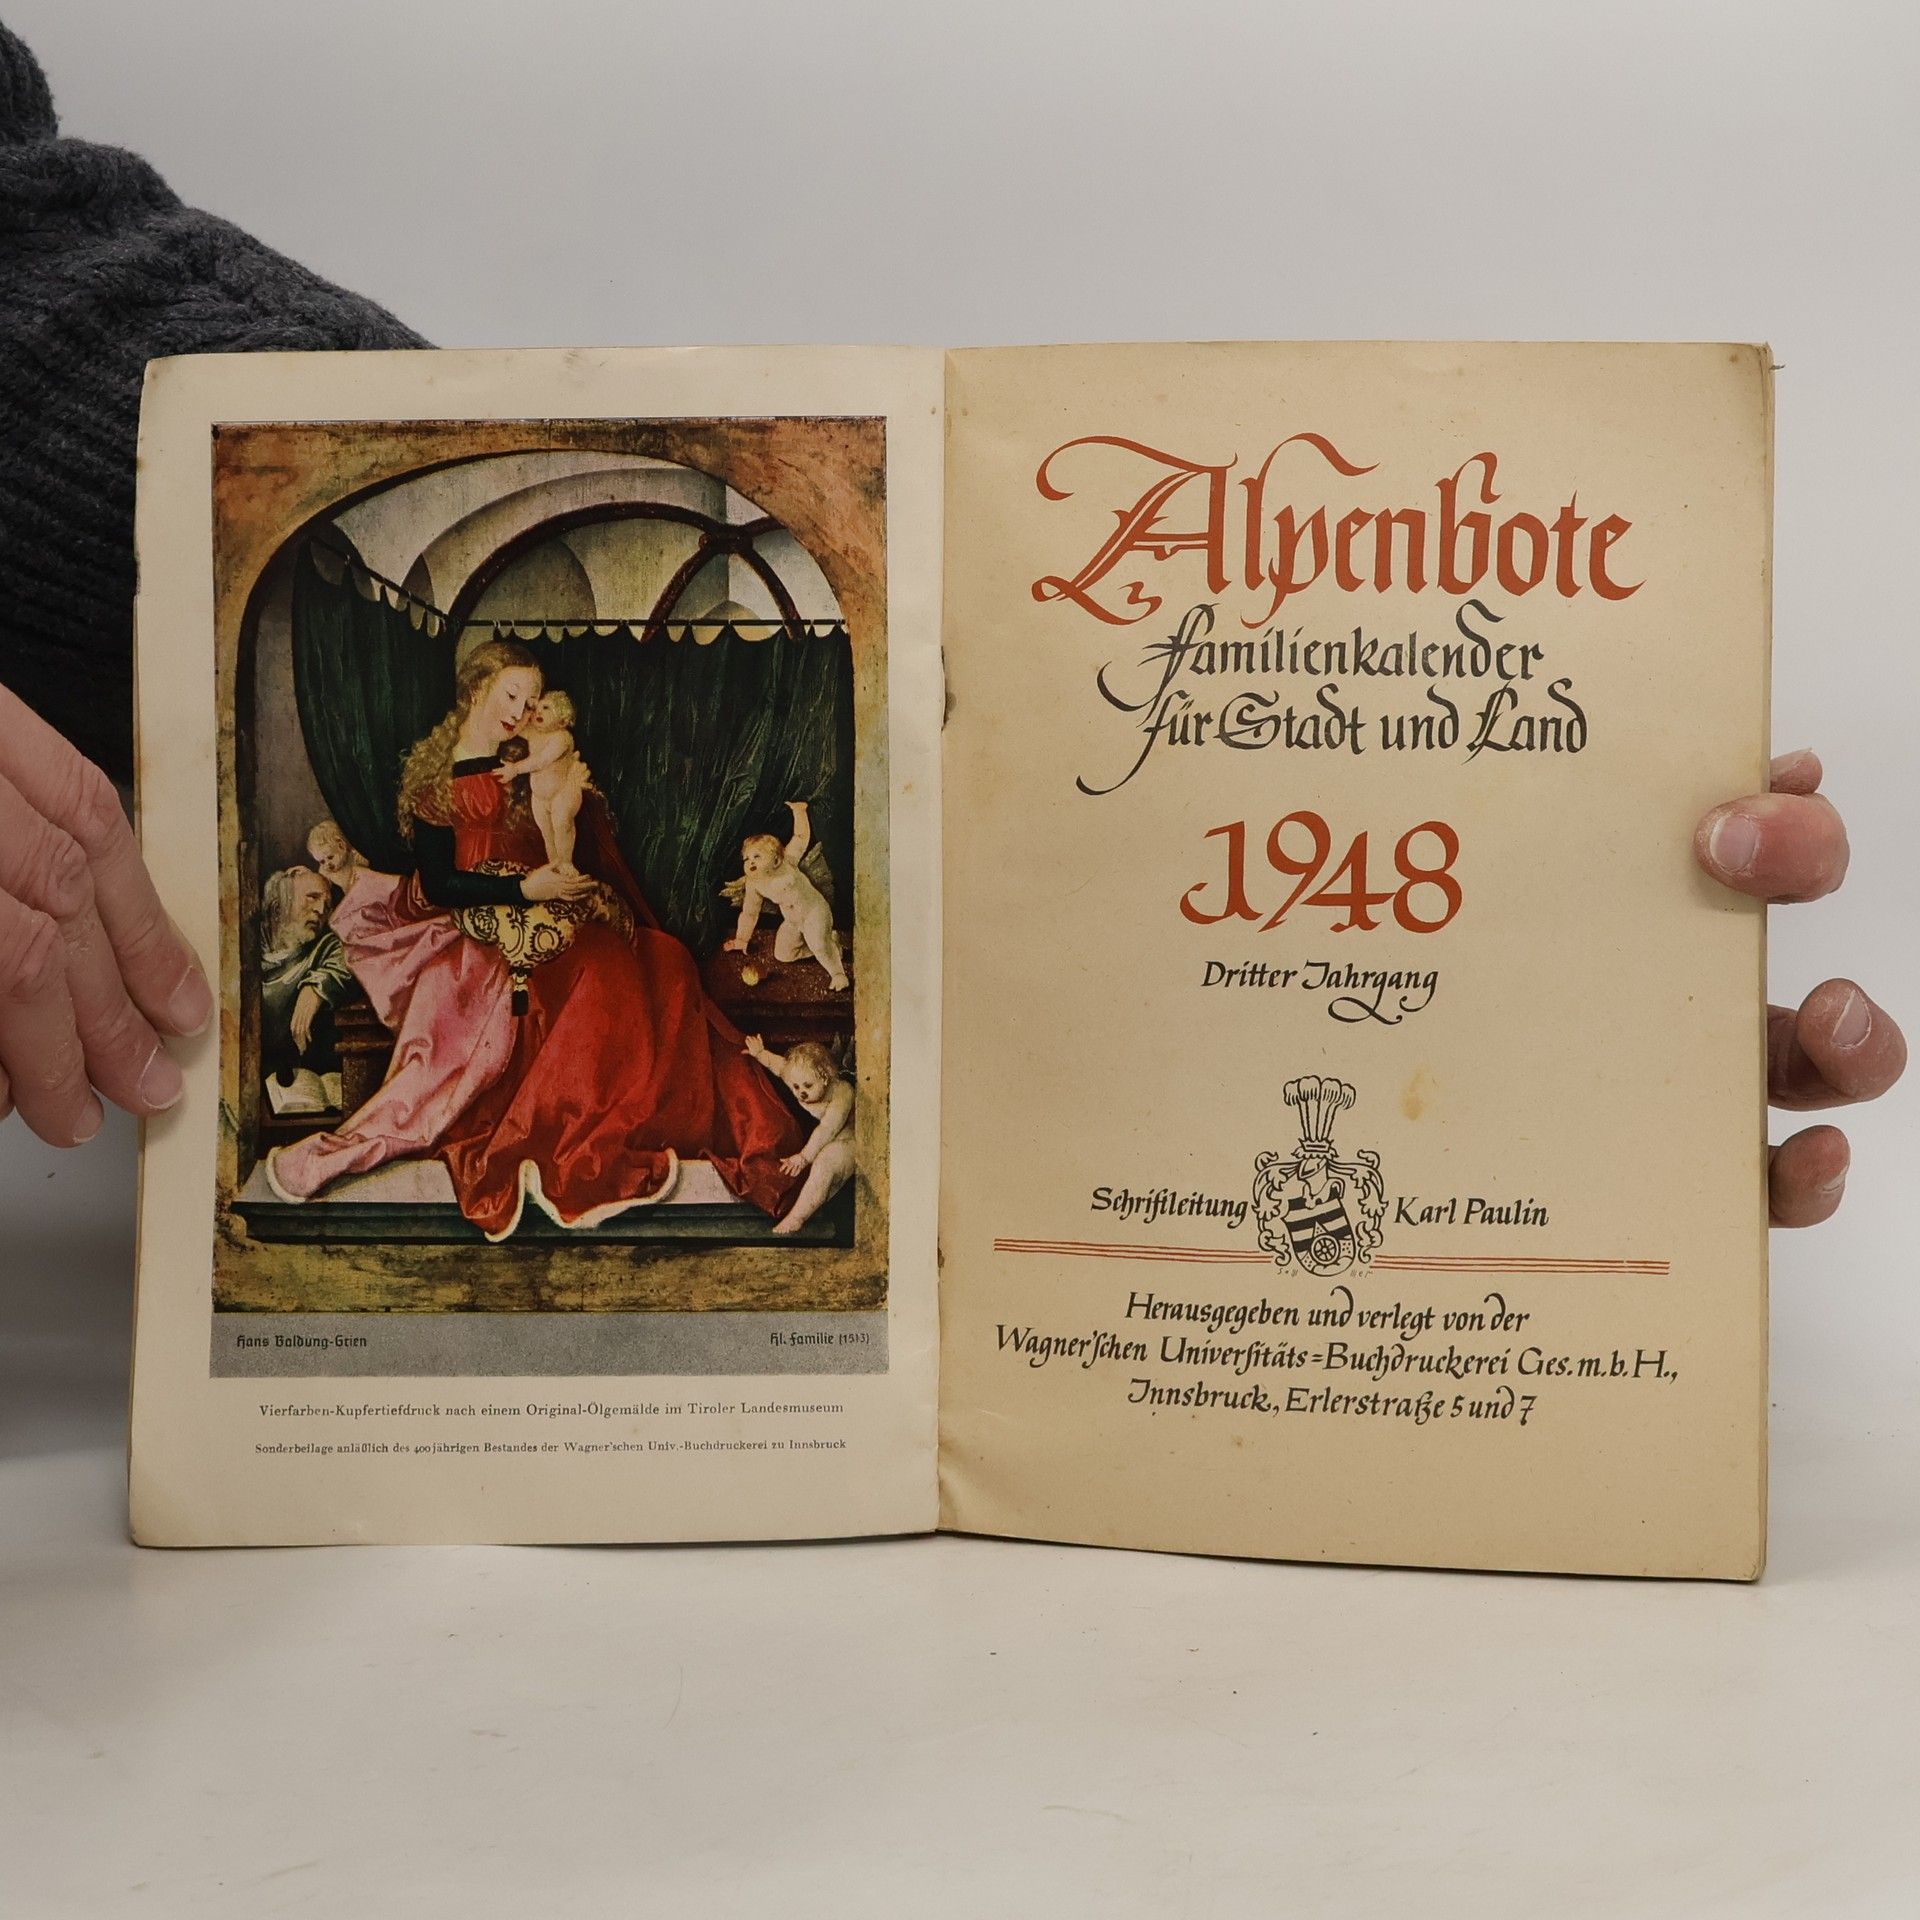 Hans Baldung-Grien
Hl. Familie (1513)
Vierfarben-Kupfertiefdruck nach einem Original-Ölgemälde im Tiroler Landesmuseum
Sonderbeilage anläßlich des 400jährigen Bestandes der Wagner'schen Univ.-Buchdruckerei zu Innsbruck
Alpenbote
Familienkalender
für Stadt und Land
1948
Dritter Jahrgang
Schriftleitung Karl Paulin
Herausgegeben und verlegt von der
Wagner'schen Universitäts=Buchdruckerei Ges.m.b.H.,
Innsbruck, Erlerstraße 5 und 7